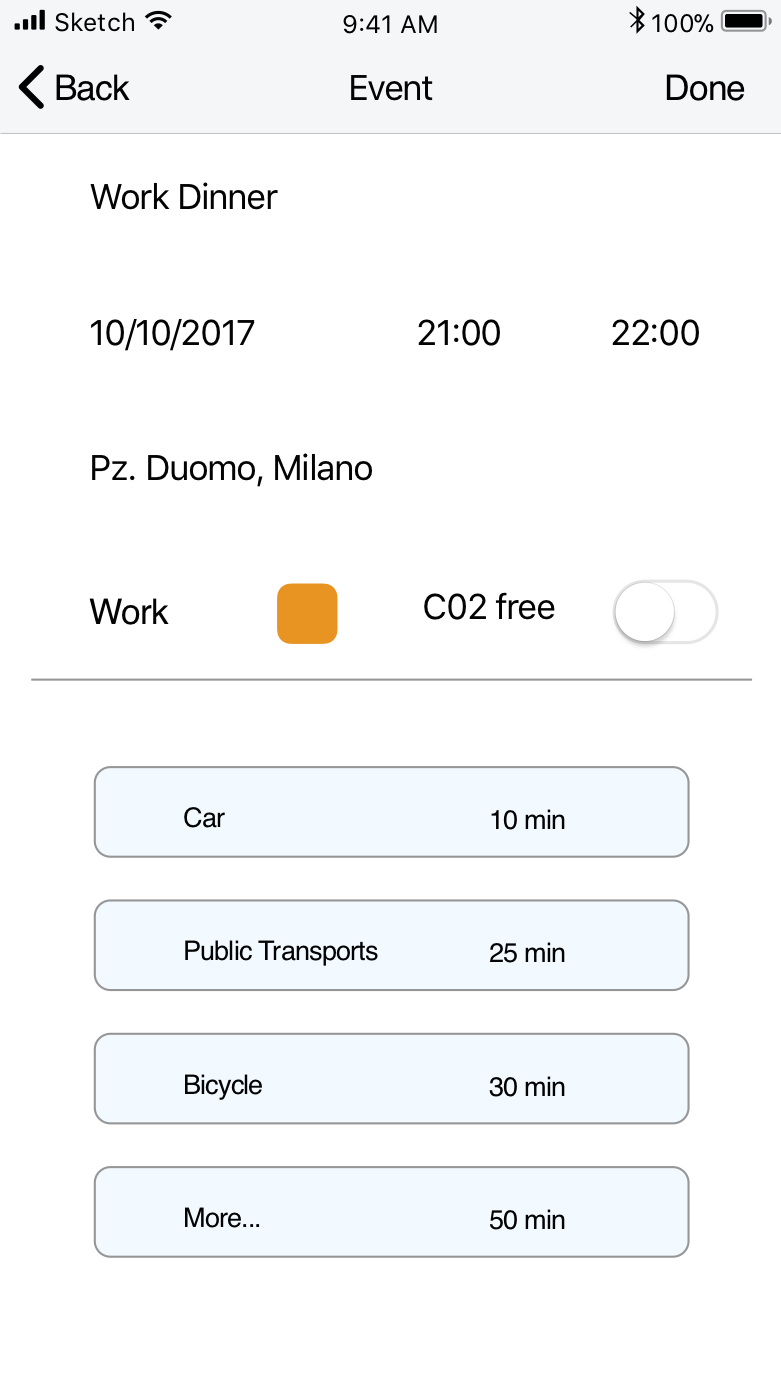 Sketch 9:41 AM 100%
Back Event Done
Work Dinner
10/10/2017 21:00 22:00
Pz. Duomo, Milano
Work C02 free
Car 10 min
Public Transports 25 min
Bicycle 30 min
More... 50 min